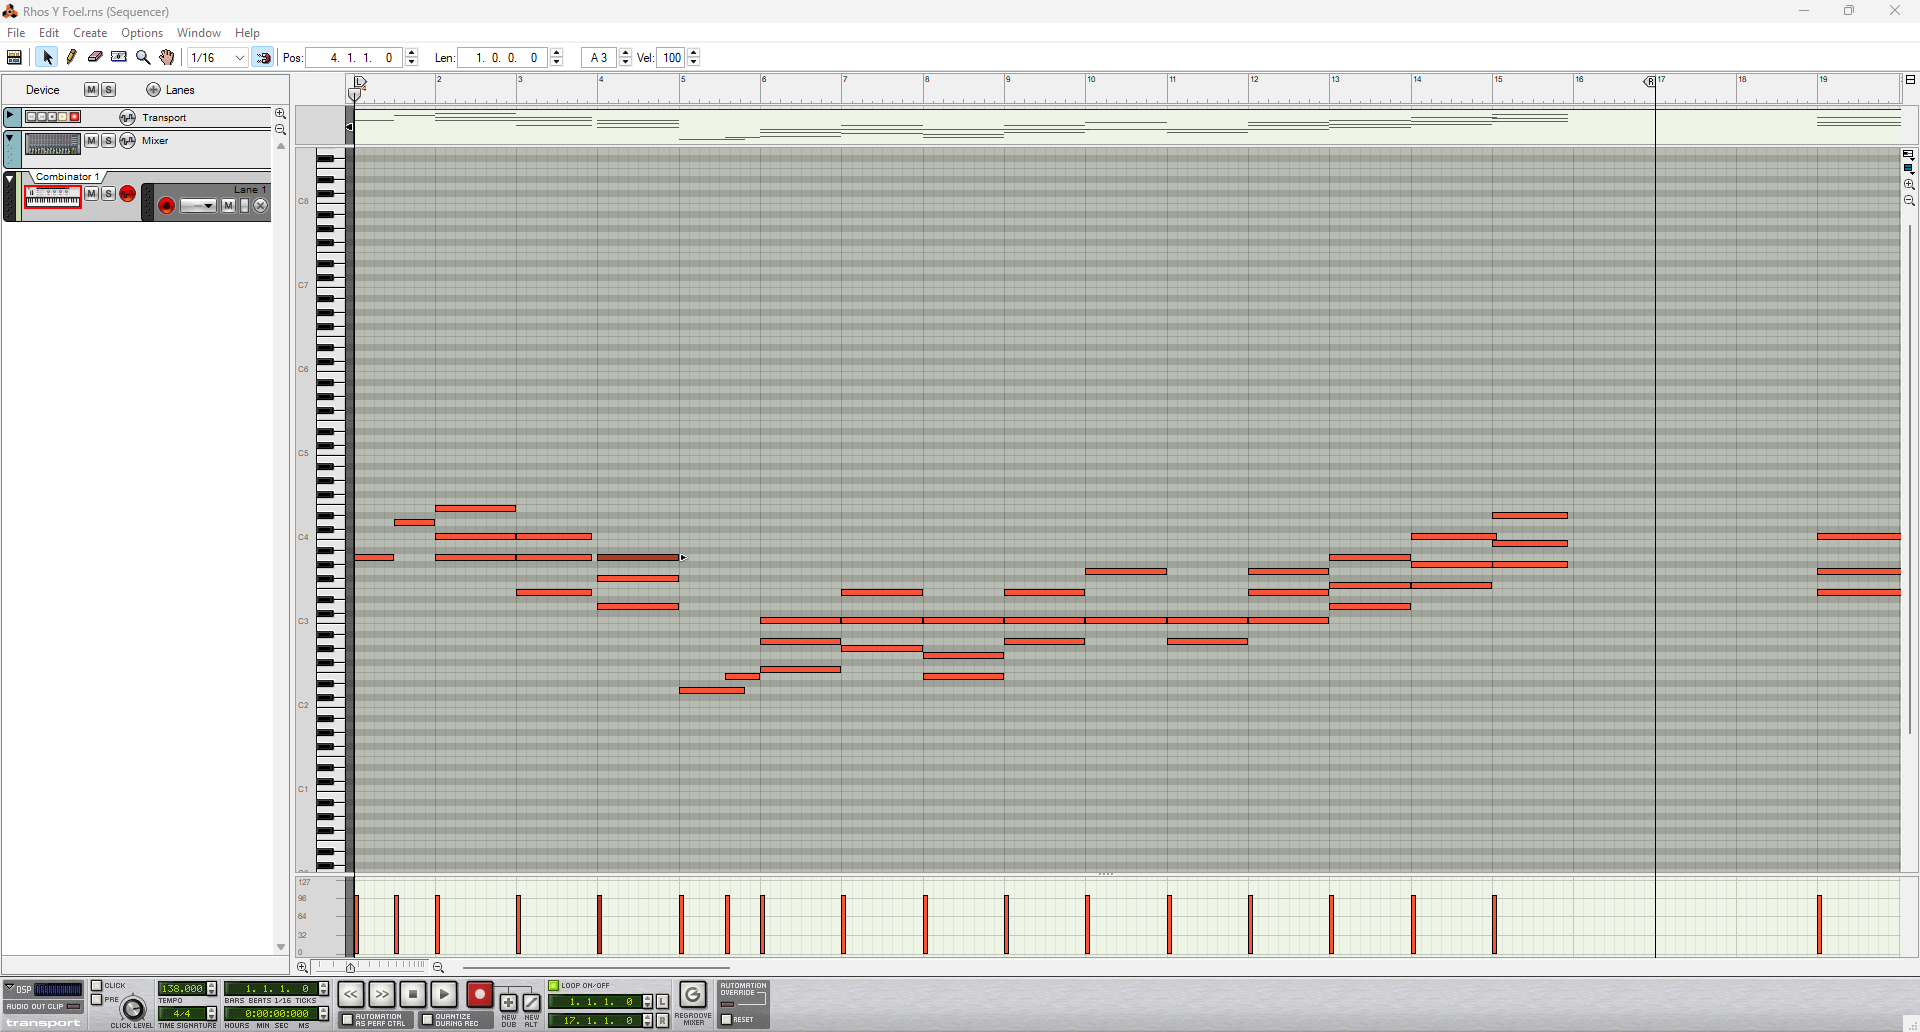 Rhos Y Foel.rns (Sequencer)
File Edit Create Options Window Help
1/16 Pos: 4. 1. 1. 0 Len: 1. 0. 0. 0 A 3 Vel: 100
Device M S Lanes
L 2 3 4 5 6 7 8 9 10 11 12 13 14 15 16 R 17 18 19
Transport
M S Mixer
Combinator 1
M S Lane 1
M
C8
C7
C6
C5
C4
C3
C2
C1
127
96
64
32
0
DSP
AUDIO OUT CLIP
transport
CLICK
PRE
CLICK LEVEL
138.000
TEMPO
4/4
TIME SIGNATURE
1. 1. 1. 0
BARS BEATS 1/16 TICKS
0:00:00:000
HOURS MIN SEC MS
AUTOMATION AS PERF CTRL
QUANTIZE DURING REC
NEW DUB
NEW ALT
LOOP ON/OFF
1. 1. 1. 0 L
17. 1. 1. 0 R
REGROOVE MIXER
AUTOMATION OVERRIDE
RESET